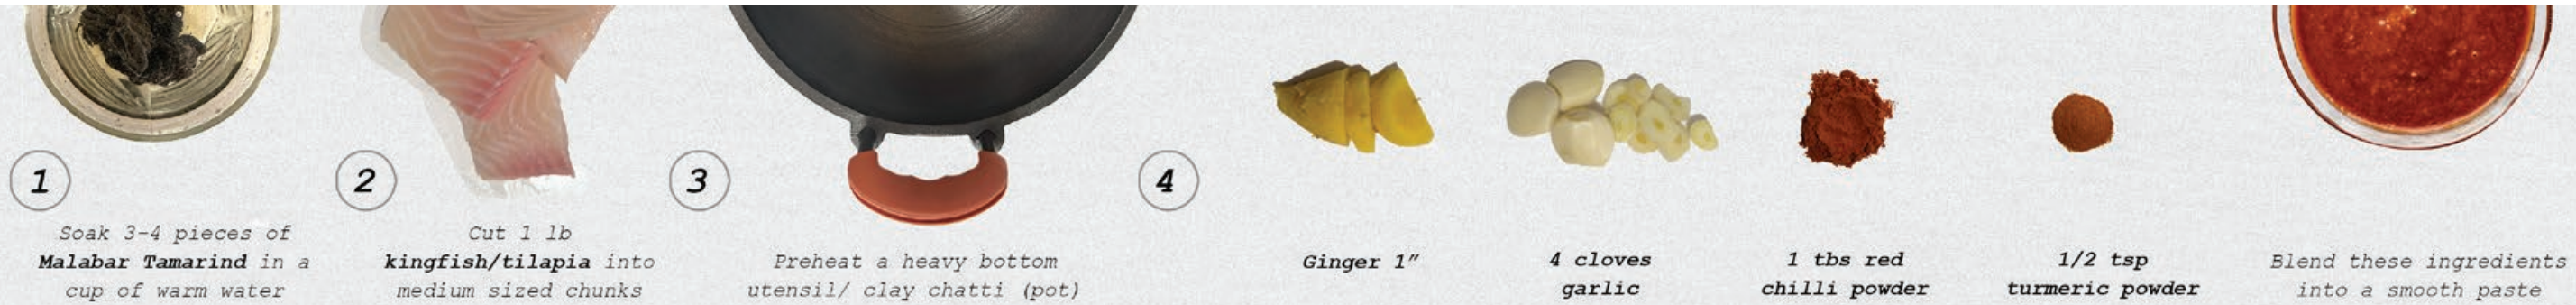 1
Soak 3-4 pieces of
Malabar Tamarind in a
cup of warm water
2
Cut 1 lb
kingfish/tilapia into
medium sized chunks
3
Preheat a heavy bottom
utensil/ clay chatti (pot)
4
Ginger 1”
4 cloves
garlic
1 tbs red
chilli powder
1/2 tsp
turmeric powder
Blend these ingredients
into a smooth paste